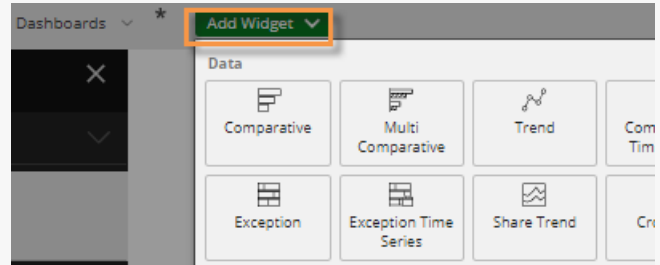 Dashboards *
Add Widget
Data
Comparative
Multi
Comparative
Trend
Exception
Exception Time
Series
Share Trend